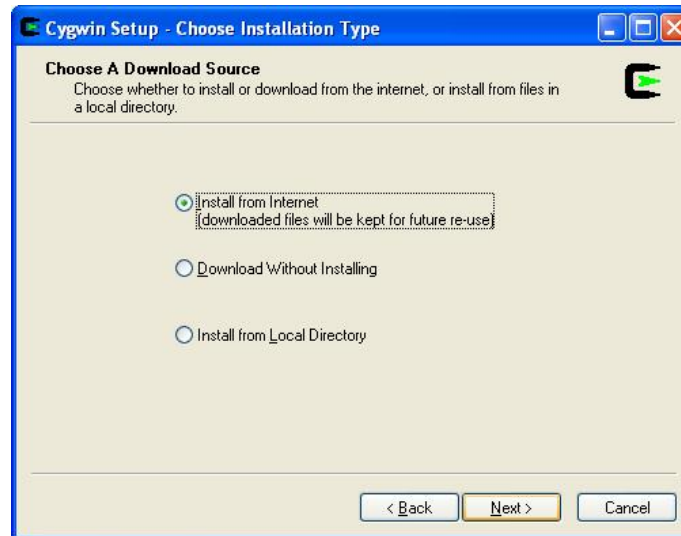 Cygwin Setup - Choose Installation Type
Choose A Download Source
Choose whether to install or download from the internet, or install from files in
a local directory.
Install from Internet
(downloaded files will be kept for future re-use)
Download Without Installing
Install from Local Directory
< Back
Next >
Cancel